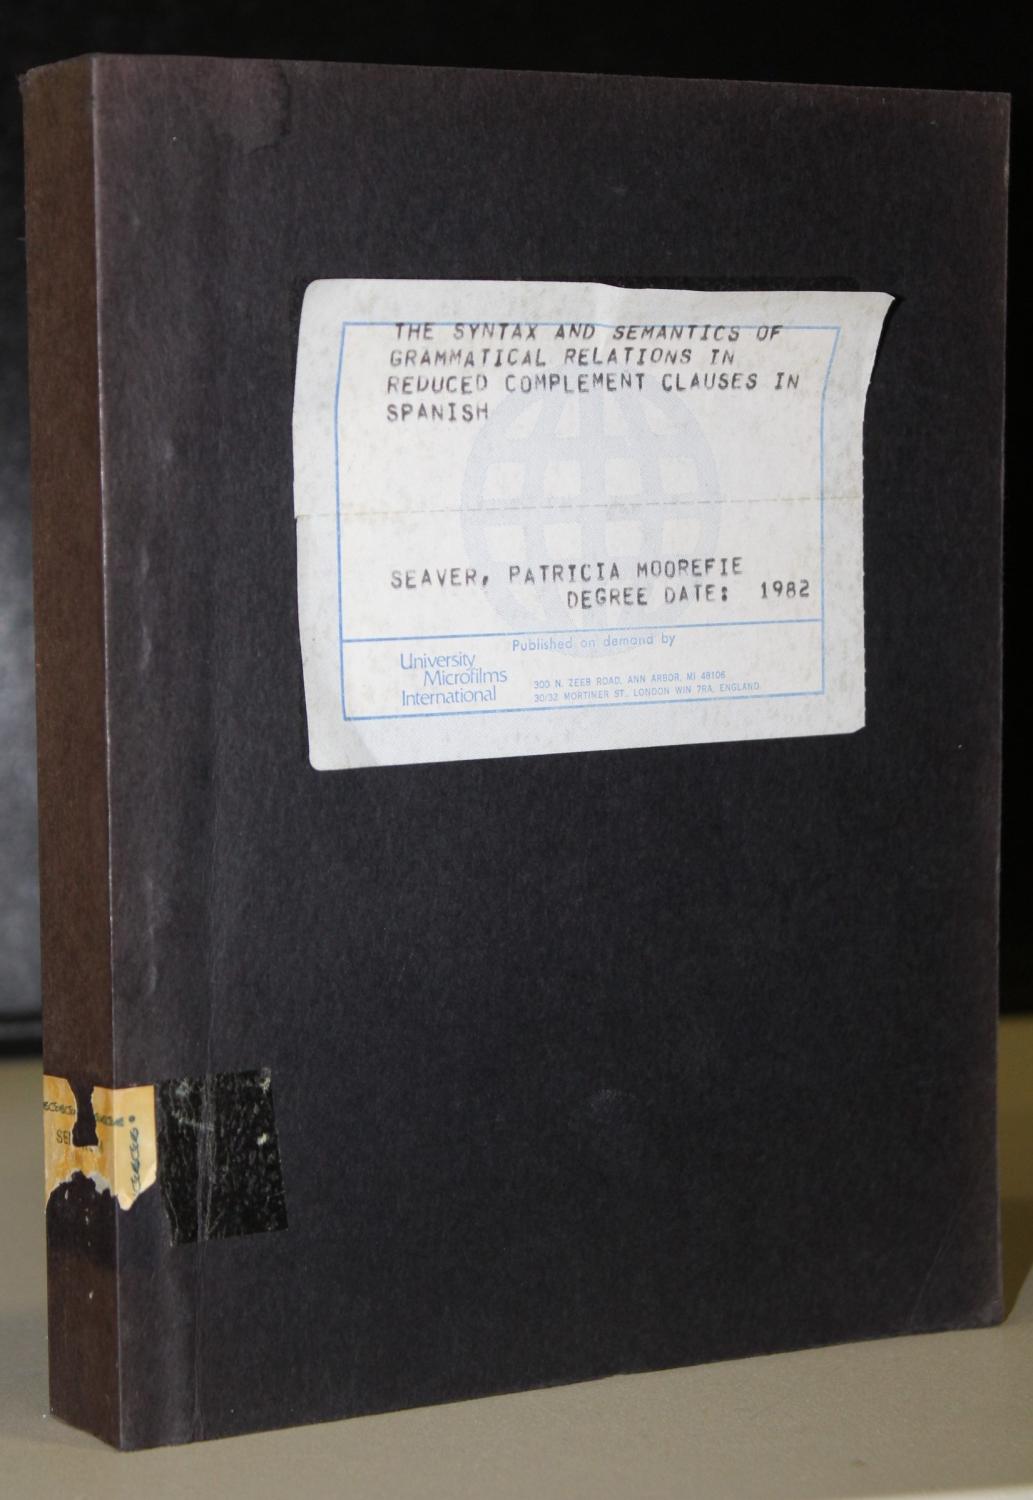 THE SYNTAX AND SEMANTICS OF
GRAMMATICAL RELATIONS IN
REDUCED COMPLEMENT CLAUSES IN
SPANISH
SEAVER, PATRICIA MOOREFIE
DEGREE DATE: 1982
Published on demand by
University
Microfilms
International
300 N. ZEEB ROAD, ANN ARBOR, MI 48106
30/32 MORTIMER ST., LONDON WIN 7RA, ENGLAND